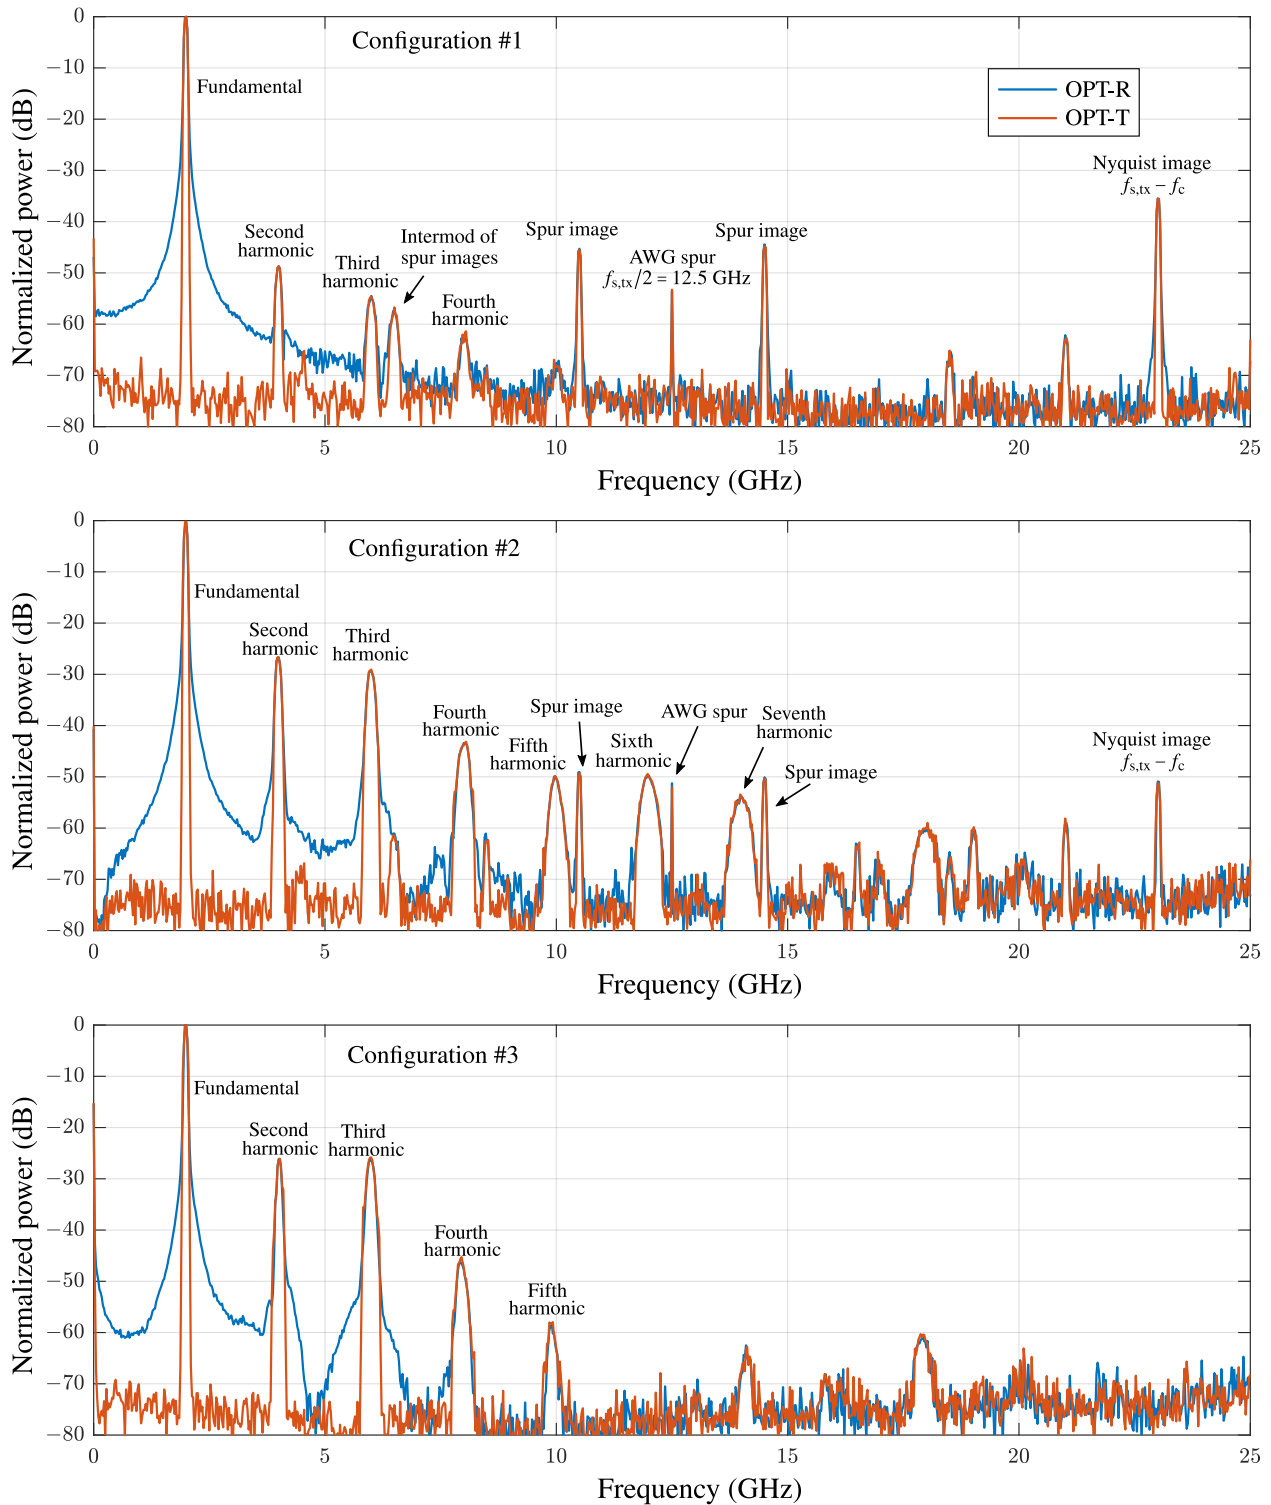 Configuration #1
Fundamental
Second
harmonic
Third
harmonic
Intermod of
spur images
Fourth
harmonic
Spur image
AWG spur
fs,tx/2 = 12.5 GHz
Spur image
OPT-R
OPT-T
Nyquist image
fs,tx − fc
0
−10
−20
−30
−40
−50
−60
−70
−80
Normalized power (dB)
0 5 10 15 20 25
Frequency (GHz)
Configuration #2
Fundamental
Second
harmonic
Third
harmonic
Fourth
harmonic
Fifth
harmonic
Spur image
Sixth
harmonic
AWG spur
Seventh
harmonic
Spur image
Nyquist image
fs,tx − fc
0
−10
−20
−30
−40
−50
−60
−70
−80
Normalized power (dB)
0 5 10 15 20 25
Frequency (GHz)
Configuration #3
Fundamental
Second
harmonic
Third
harmonic
Fourth
harmonic
Fifth
harmonic
0
−10
−20
−30
−40
−50
−60
−70
−80
Normalized power (dB)
0 5 10 15 20 25
Frequency (GHz)